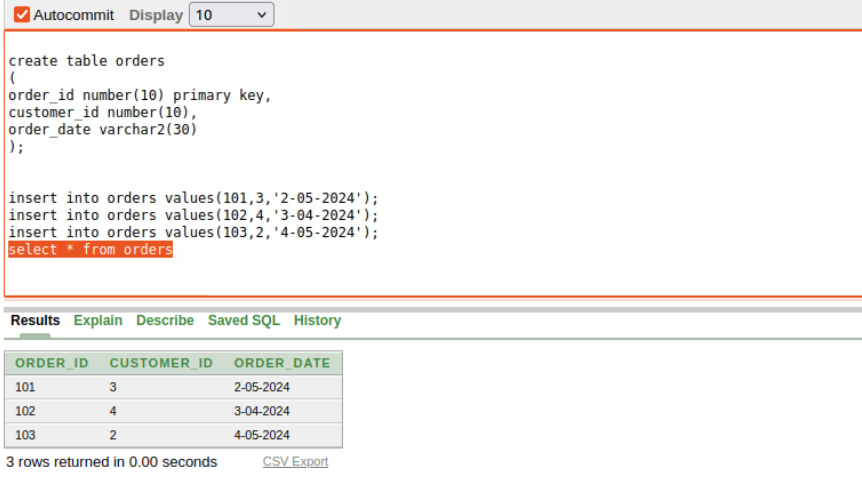 Autocommit Display 10
create table orders
(
order_id number(10) primary key,
customer_id number(10),
order_date varchar2(30)
);
insert into orders values(101,3,'2-05-2024');
insert into orders values(102,4,'3-04-2024');
insert into orders values(103,2,'4-05-2024');
select * from orders
Results Explain Describe Saved SQL History
ORDER_ID CUSTOMER_ID ORDER_DATE
101 3 2-05-2024
102 4 3-04-2024
103 2 4-05-2024
3 rows returned in 0.00 seconds CSV Export